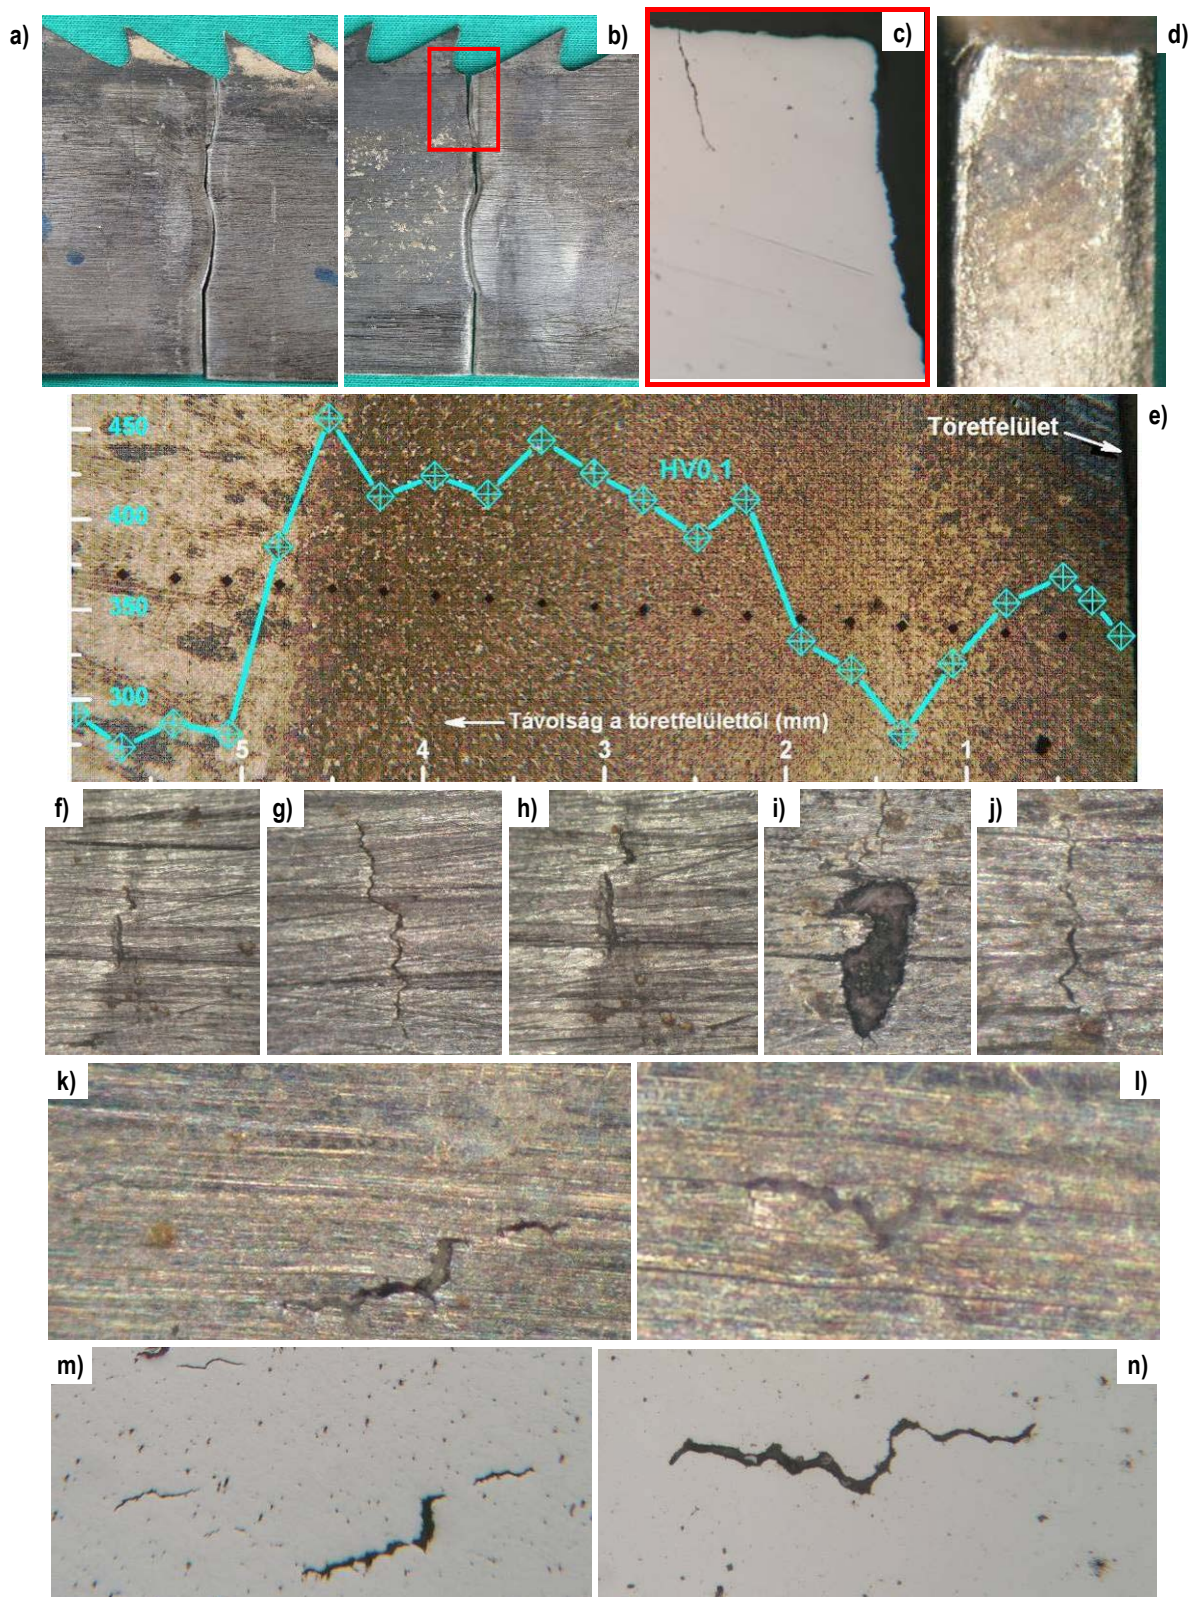 a)
b)
c)
d)
e)
450
Töretfelület
HV0,1
400
350
300
Távolság a töretfelülettől (mm)
5
4
3
2
1
f)
g)
h)
i)
j)
k)
l)
m)
n)